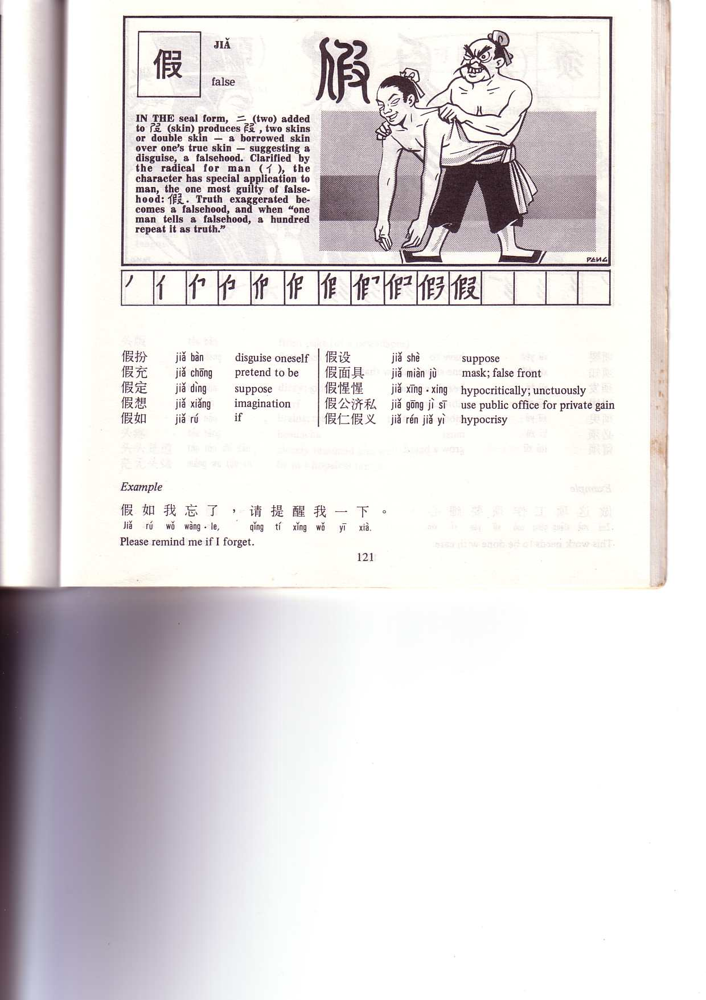 假
JIǍ
false
假
IN THE seal form, 二 (two) added
to (skin) produces , two skins
or double skin — a borrowed skin
over one's true skin — suggesting a
disguise, a falsehood. Clarified by
the radical for man (亻), the
character has special application to
man, the one most guilty of false-
hood: 假. Truth exaggerated be-
comes a falsehood, and when “one
man tells a falsehood, a hundred
repeat it as truth.”
PENG
假
假扮 jiǎ bàn disguise oneself
假充 jiǎ chōng pretend to be
假定 jiǎ dìng suppose
假想 jiǎ xiǎng imagination
假如 jiǎ rú if
假设 jiǎ shè suppose
假面具 jiǎ miàn jù mask; false front
假惺惺 jiǎ xīng · xing hypocritically; unctuously
假公济私 jiǎ gōng jì sī use public office for private gain
假仁假义 jiǎ rén jiǎ yì hypocrisy
Example
假如我忘了，请提醒我一下。
Jiǎ rú wǒ wàng · le, qǐng tí xǐng wǒ yī xià.
Please remind me if I forget.
121